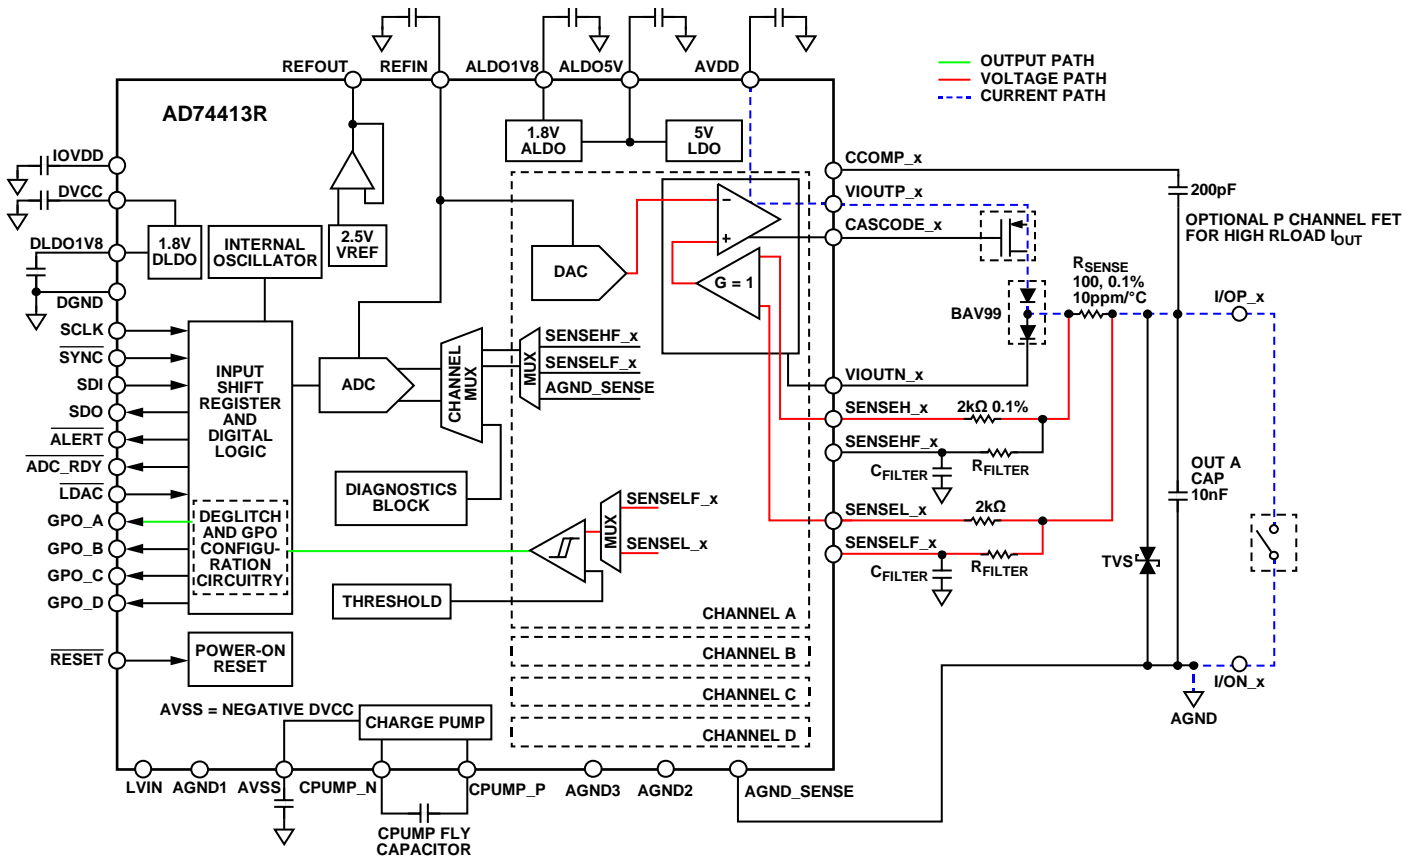 REFOUT
REFIN
ALDO1V8
ALDO5V
AVDD
OUTPUT PATH
VOLTAGE PATH
CURRENT PATH
AD74413R
1.8V
ALDO
5V
LDO
IOVDD
DVCC
DLDO1V8
DGND
SCLK
SYNC
SDI
SDO
ALERT
ADC_RDY
LDAC
GPO_A
GPO_B
GPO_C
GPO_D
RESET
1.8V
DLDO
INTERNAL
OSCILLATOR
2.5V
VREF
INPUT
SHIFT
REGISTER
AND
DIGITAL
LOGIC
DEGLITCH
AND GPO
CONFIGU-
RATION
CIRCUITRY
POWER-ON
RESET
ADC
CHANNEL
MUX
MUX
SENSEHF_x
SENSELF_x
AGND_SENSE
DAC
–
+
G = 1
DIAGNOSTICS
BLOCK
THRESHOLD
MUX
SENSELF_x
SENSEL_x
CHANNEL A
CHANNEL B
CHANNEL C
CHANNEL D
AVSS = NEGATIVE DVCC
CHARGE PUMP
LVIN
AGND1
AVSS
CPUMP_N
CPUMP_P
AGND3
AGND2
AGND_SENSE
CPUMP FLY
CAPACITOR
CCOMP_x
VIOUTP_x
CASCODE_x
VIOUTN_x
SENSEH_x
SENSEHF_x
SENSEL_x
SENSELF_x
200pF
OPTIONAL P CHANNEL FET
FOR HIGH RLOAD IOUT
RSENSE
100, 0.1%
10ppm/°C
BAV99
I/OP_x
2kΩ 0.1%
CFILTER
RFILTER
2kΩ
CFILTER
RFILTER
OUT A
CAP
10nF
TVS
I/ON_x
AGND